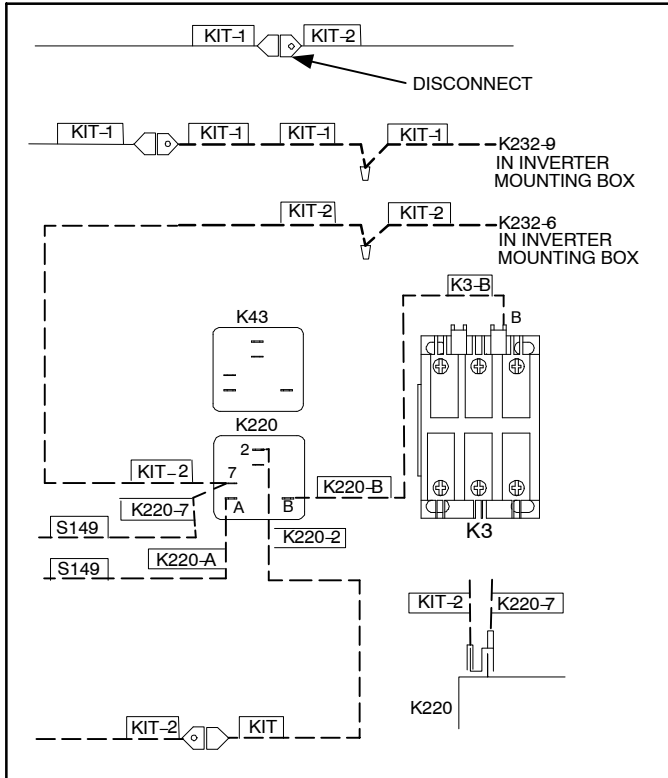 KIT-1 KIT-2
DISCONNECT
KIT-1 KIT-1 KIT-1 KIT-1
K232-9
IN INVERTER
MOUNTING BOX
KIT-2 KIT-2
K232-6
IN INVERTER
MOUNTING BOX
K3-B
B
K43
K220
2
KIT-2 7
K220-7 A B K220-B
S149
K220-2
K3
K220-A
S149
KIT-2 K220-7
K220
KIT-2 KIT